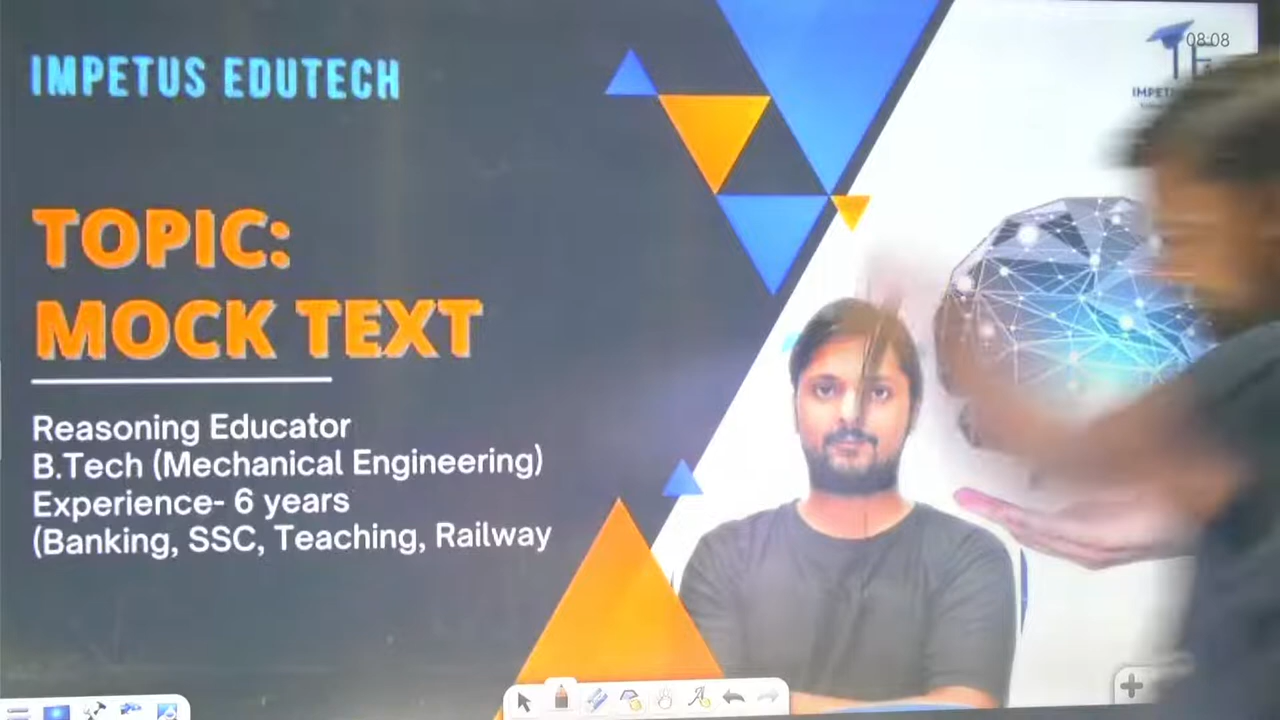 IMPETUS EDUTECH
08:08
TOPIC:
MOCK TEXT
Reasoning Educator
B.Tech (Mechanical Engineering)
Experience- 6 years
(Banking, SSC, Teaching, Railway